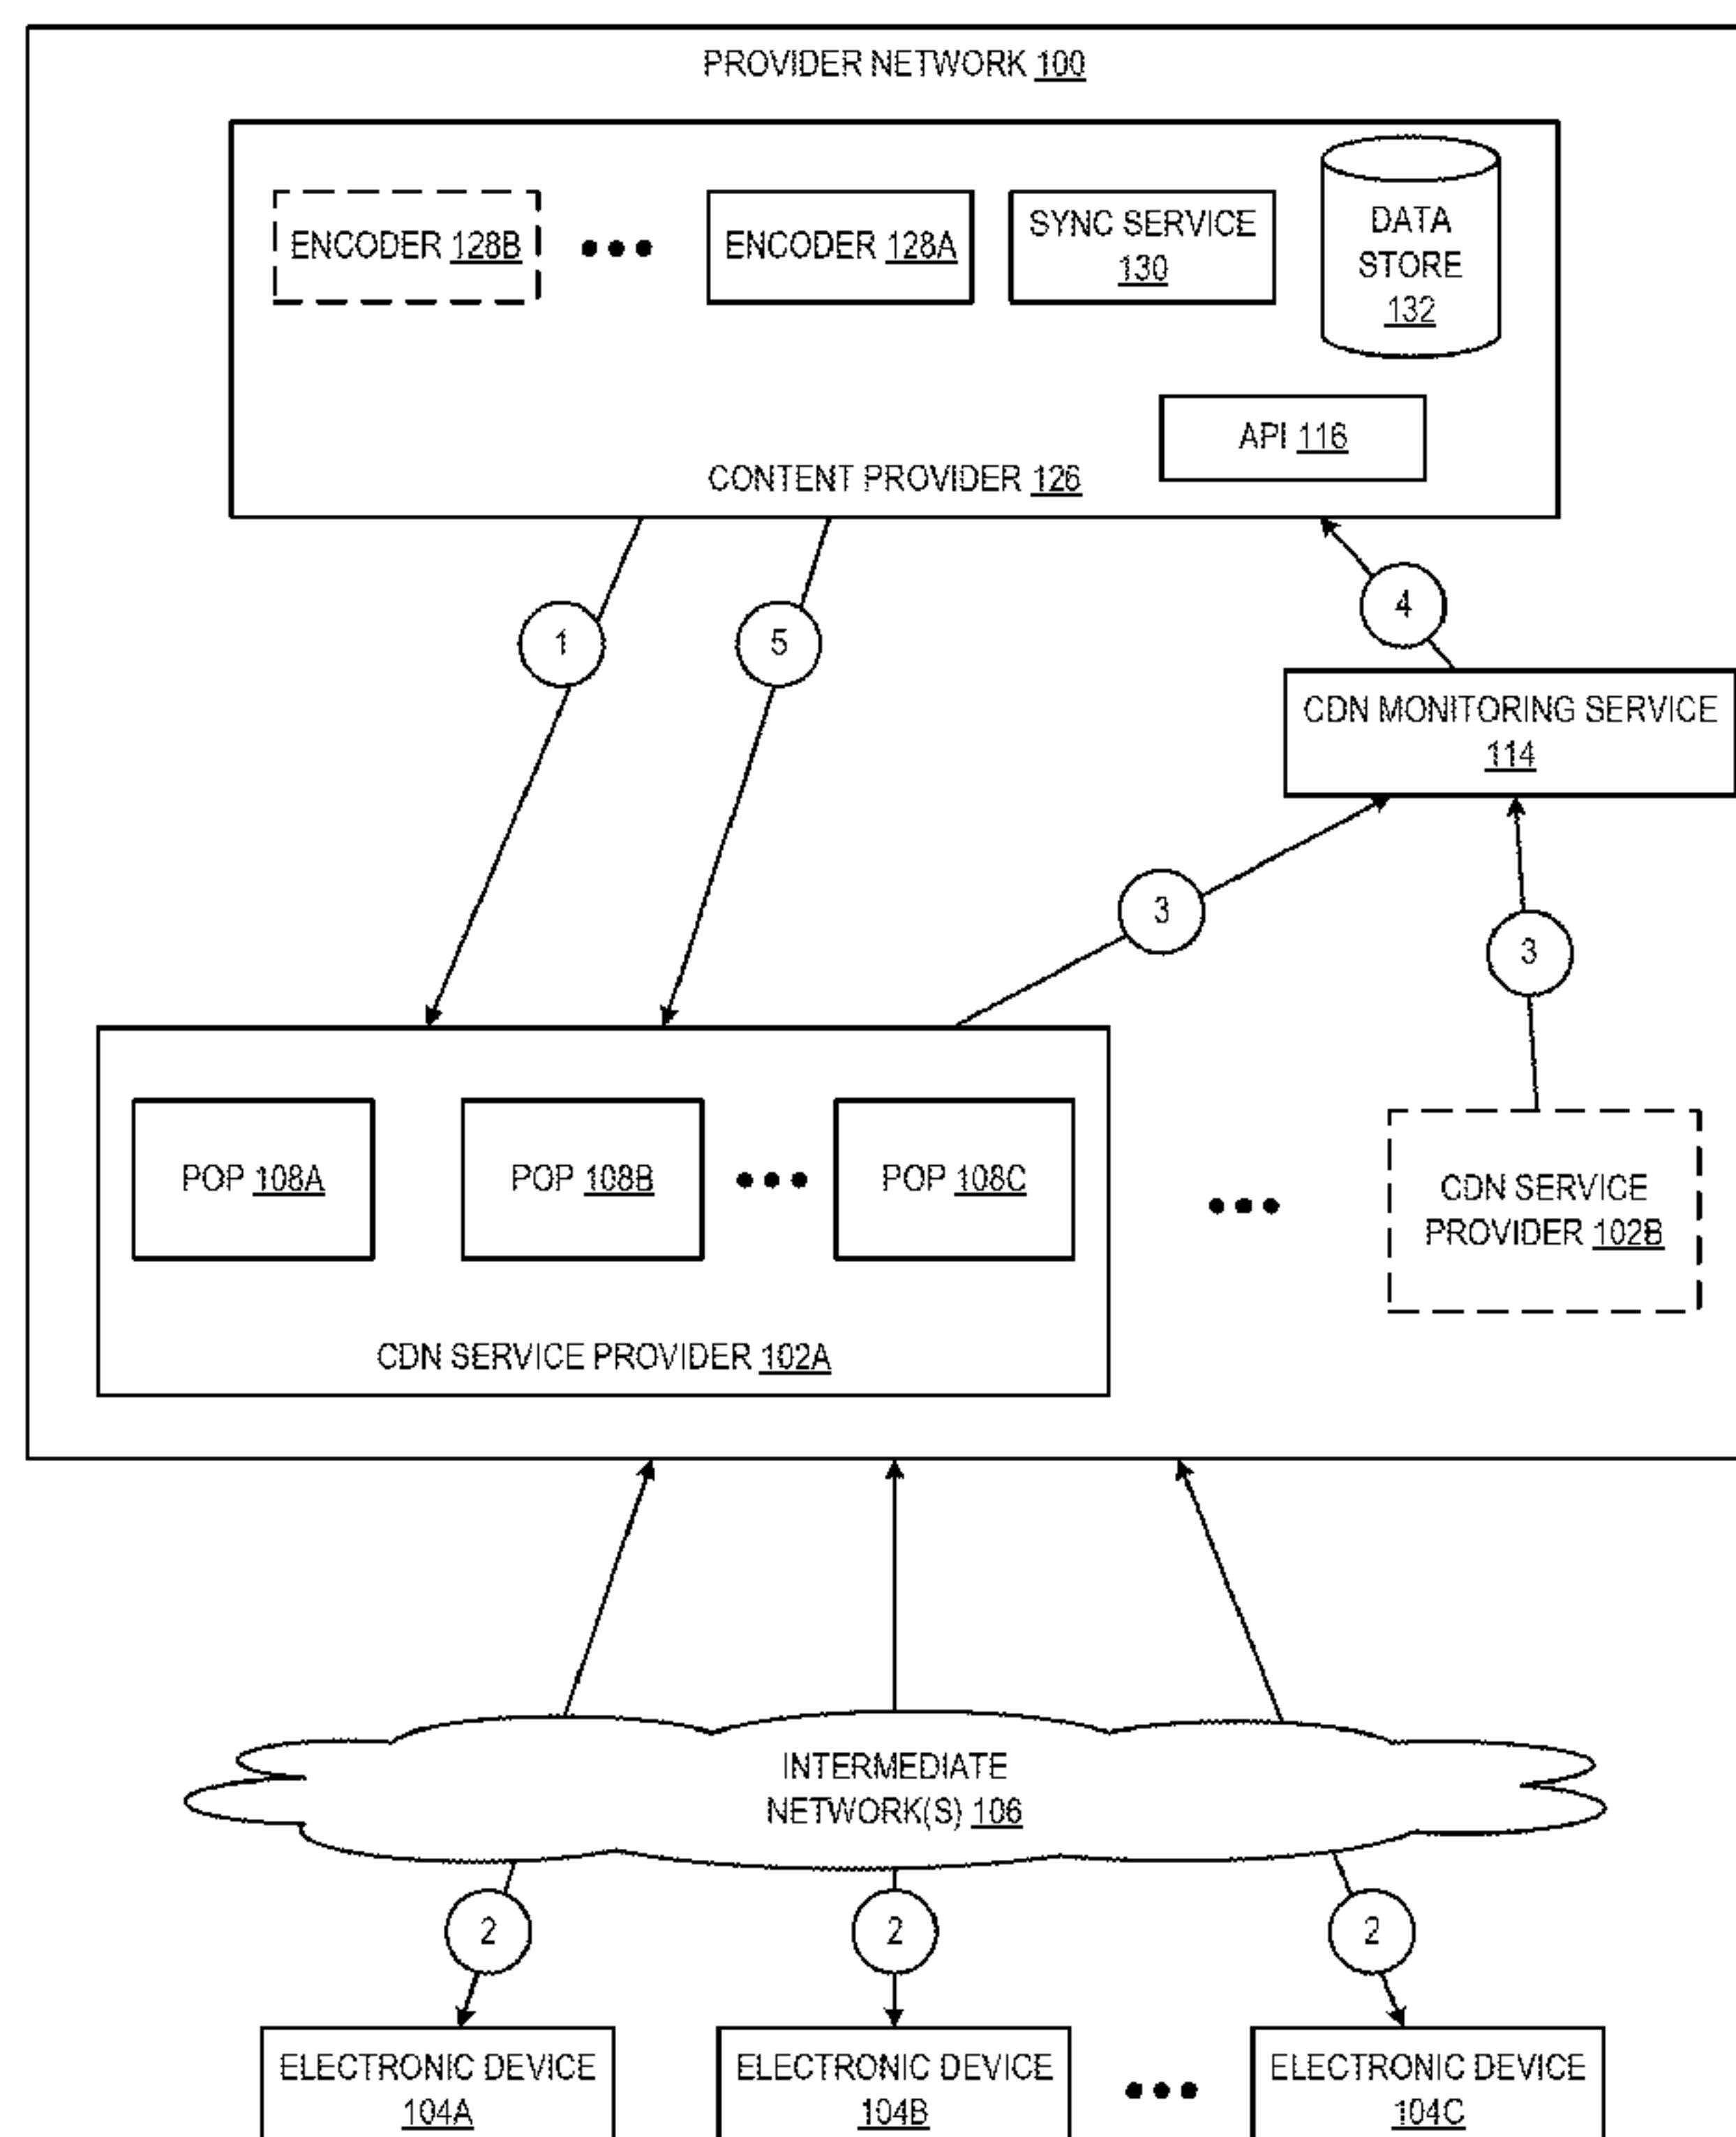 PROVIDER NETWORK 100
ENCODER 128B
ENCODER 128A
SYNC SERVICE
130
DATA
STORE
132
API 116
CONTENT PROVIDER 126
1
5
4
CDN MONITORING SERVICE
114
3
3
POP 108A
POP 108B
POP 108C
CDN SERVICE
PROVIDER 102B
CDN SERVICE PROVIDER 102A
INTERMEDIATE
NETWORK(S) 106
2
2
2
ELECTRONIC DEVICE
104A
ELECTRONIC DEVICE
104B
ELECTRONIC DEVICE
104C